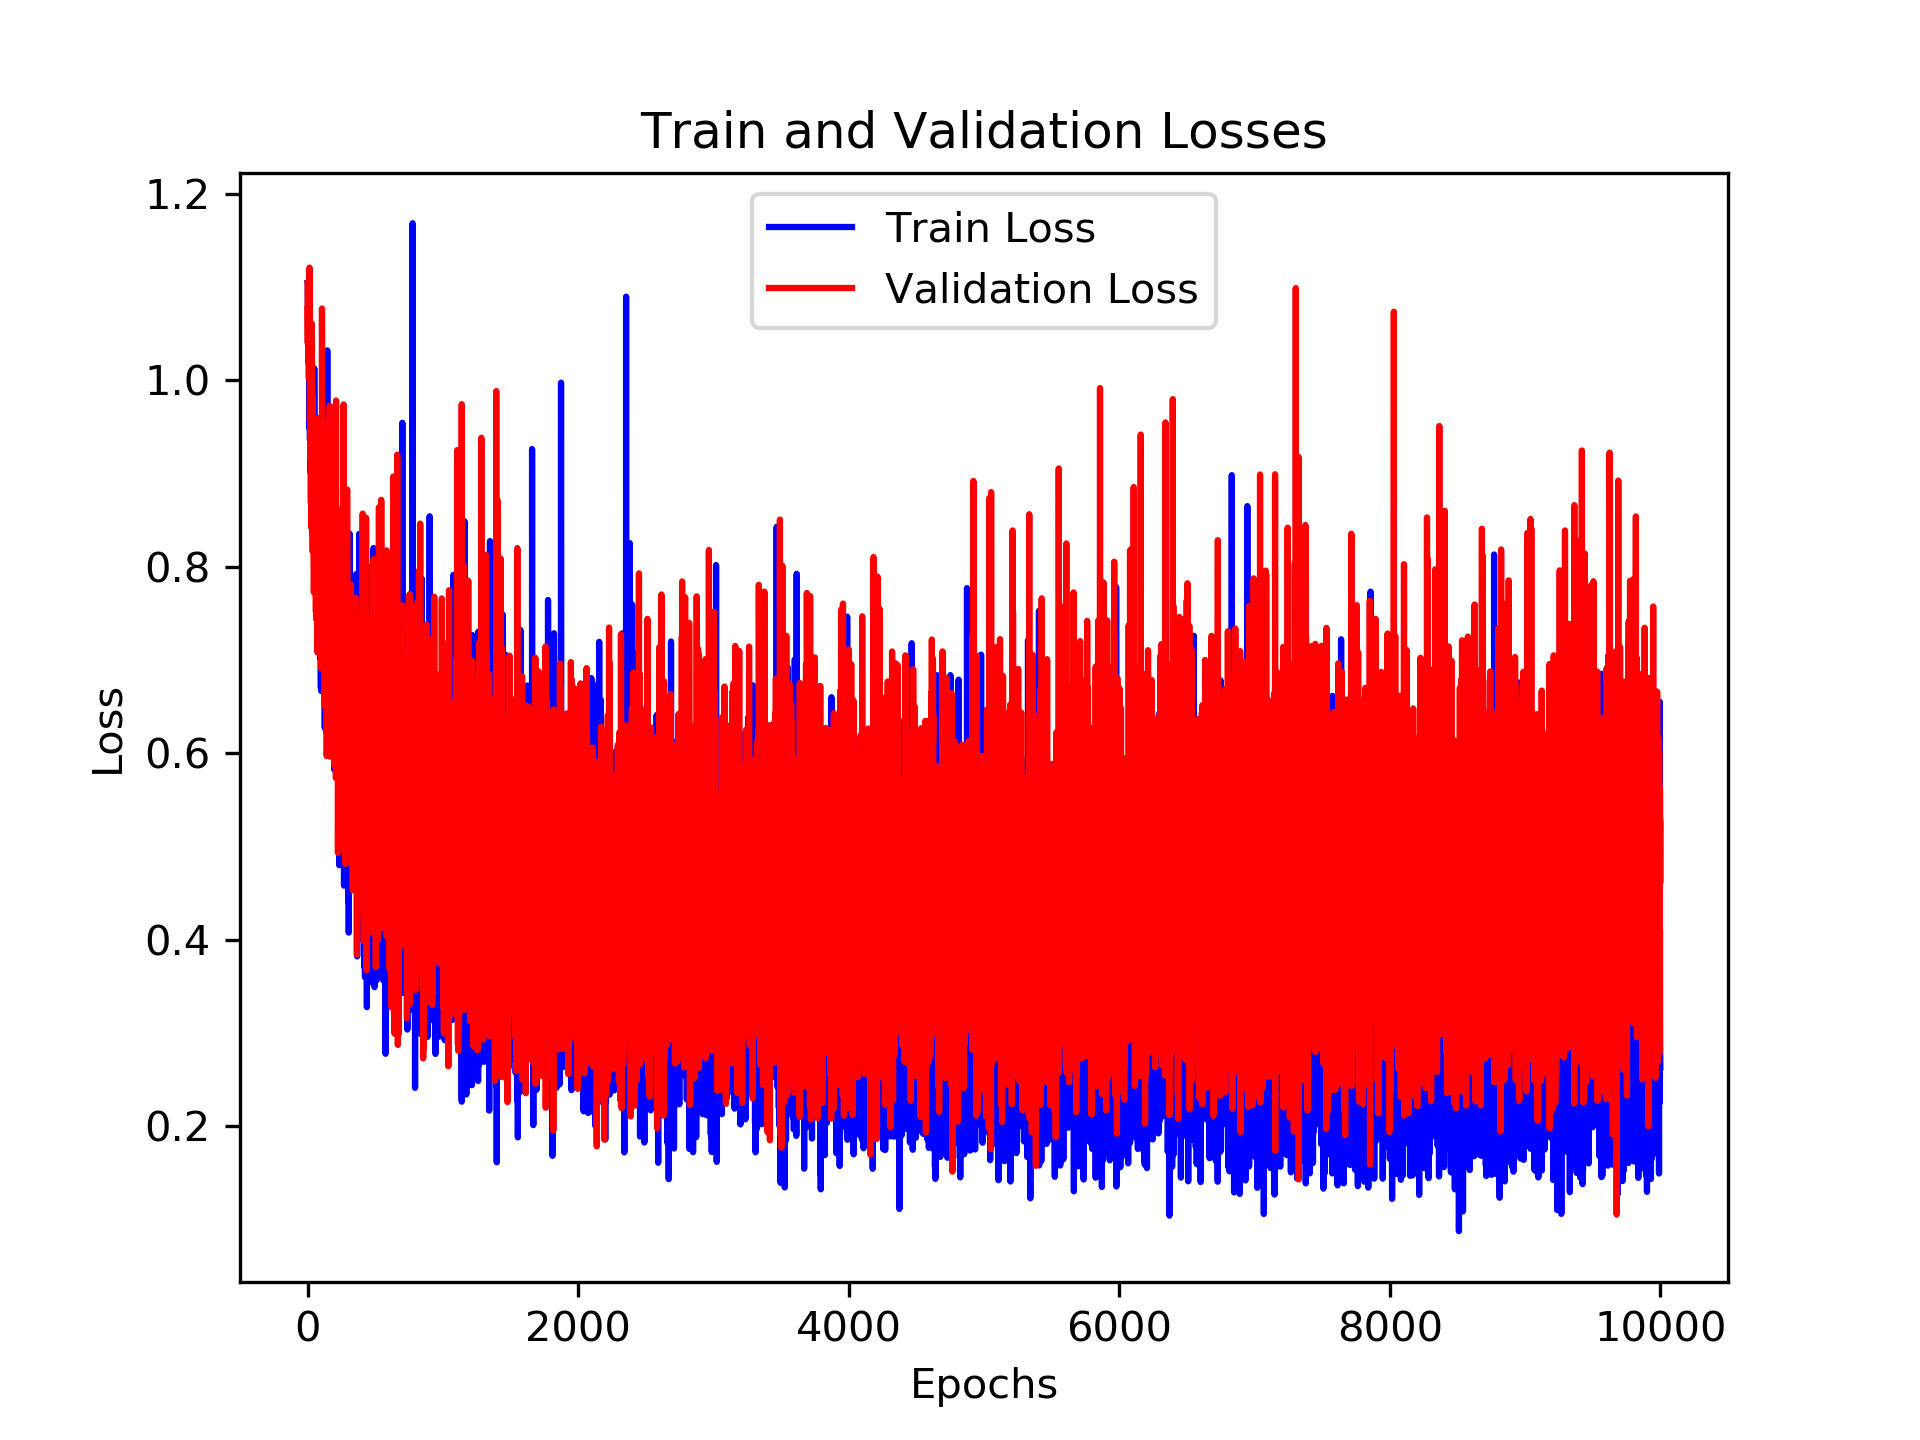 Train and Validation Losses
1.2
1.0
0.8
0.6
0.4
0.2
Loss
Train Loss
Validation Loss
0 2000 4000 6000 8000 10000
Epochs